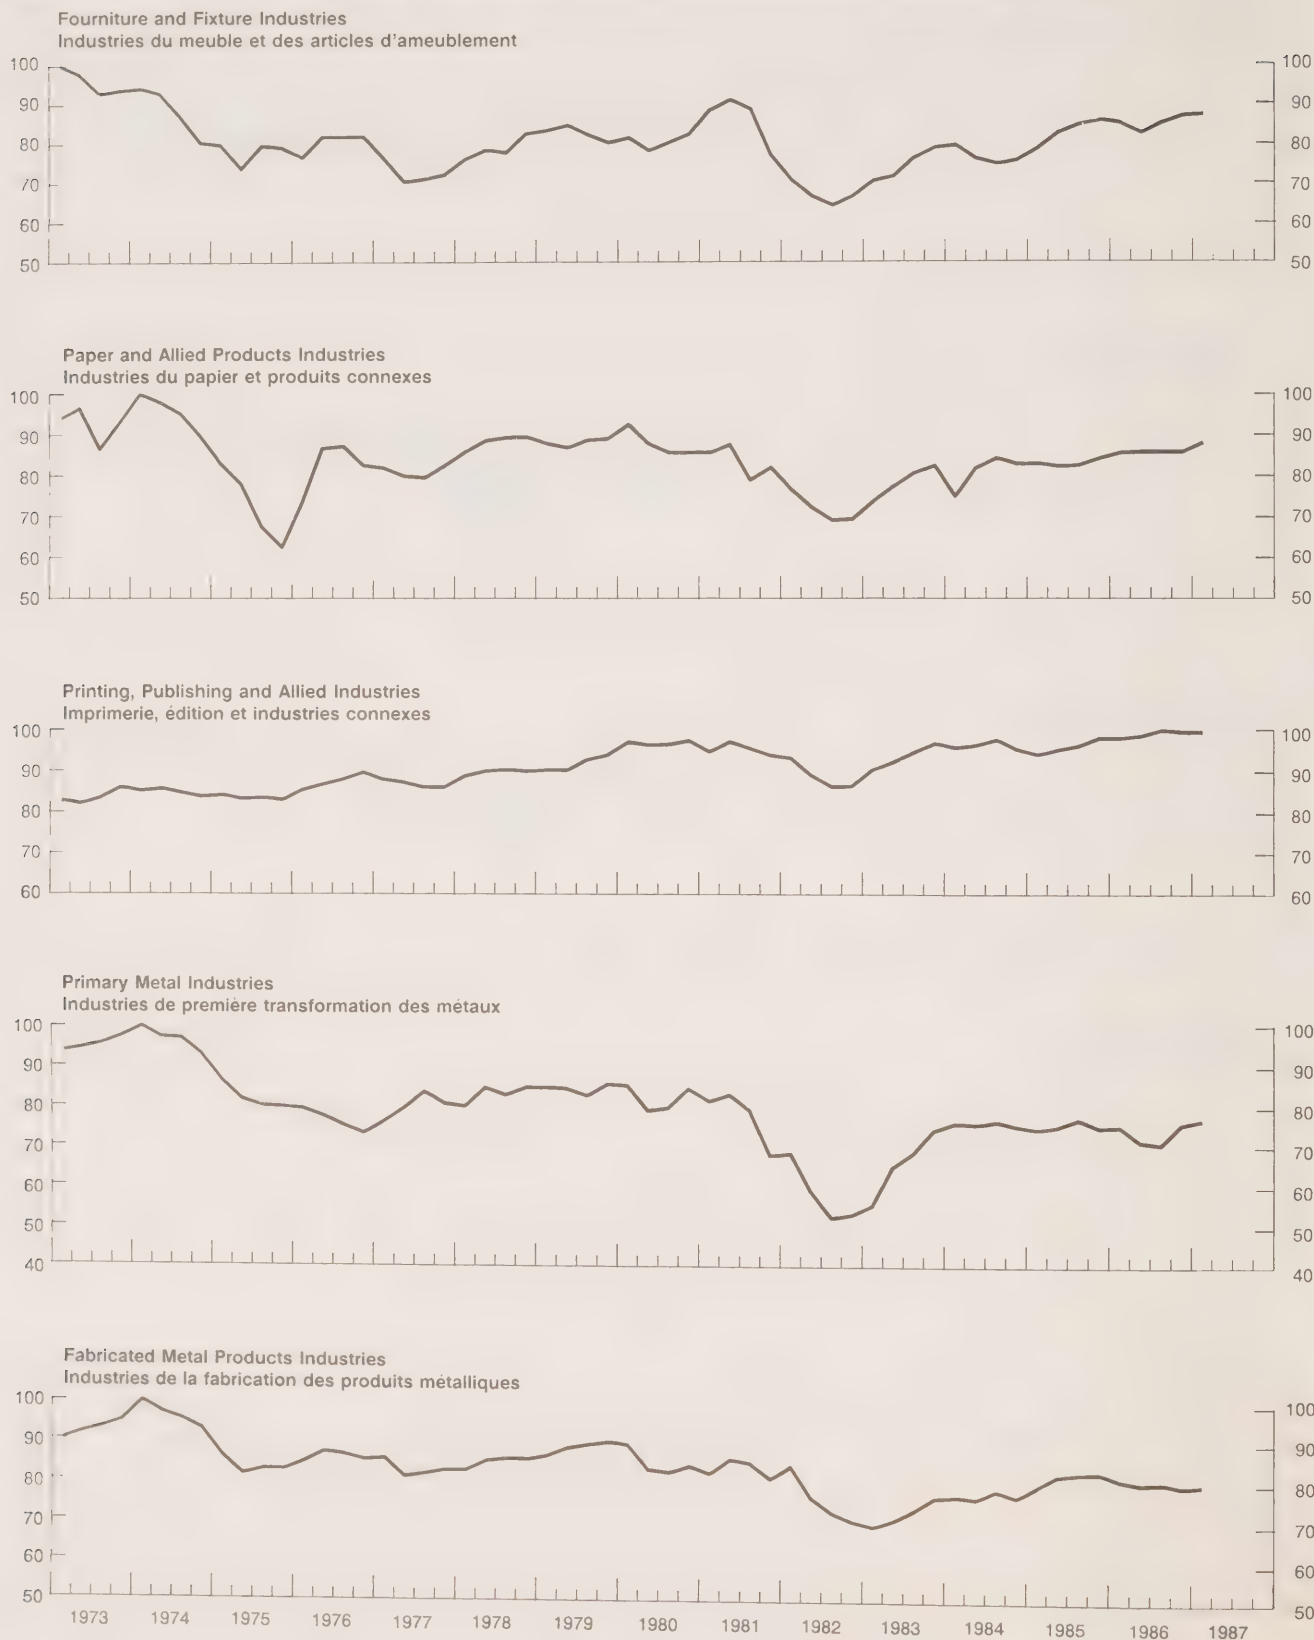 Fourniture and Fixture Industries
Industries du meuble et des articles d'ameublement
100 100
90 90
80 80
70 70
60 60
50 50
Paper and Allied Products Industries
Industries du papier et produits connexes
100 100
90 90
80 80
70 70
60 60
50 50
Printing, Publishing and Allied Industries
Imprimerie, édition et industries connexes
100 100
90 90
80 80
70 70
60 60
Primary Metal Industries
Industries de première transformation des métaux
100 100
90 90
80 80
70 70
60 60
50 50
40 40
Fabricated Metal Products Industries
Industries de la fabrication des produits métalliques
100 100
90 90
80 80
70 70
60 60
50 50
1973 1974 1975 1976 1977 1978 1979 1980 1981 1982 1983 1984 1985 1986 1987